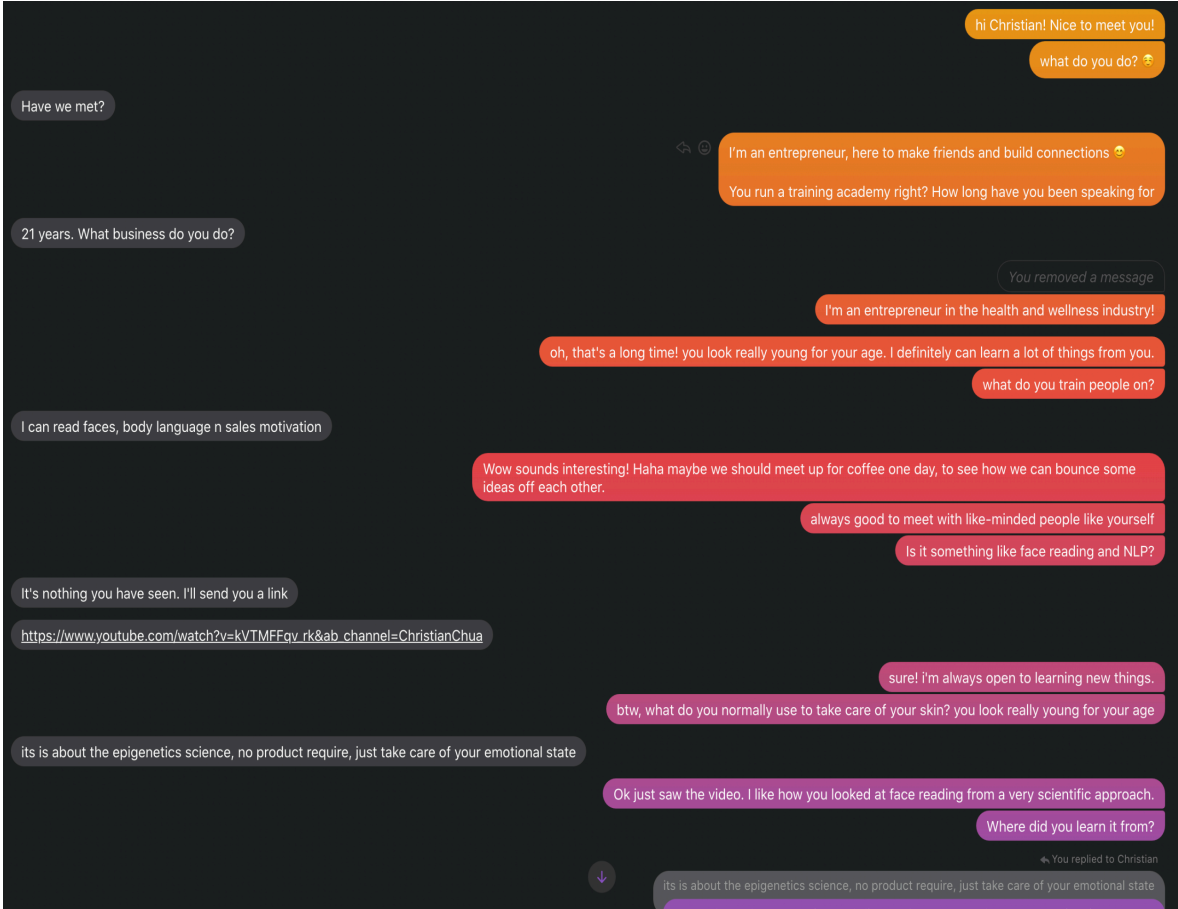 hi Christian! Nice to meet you!
what do you do? 😌
Have we met?
I'm an entrepreneur, here to make friends and build connections 😊
You run a training academy right? How long have you been speaking for
21 years. What business do you do?
You removed a message
I'm an entrepreneur in the health and wellness industry!
oh, that's a long time! you look really young for your age. I definitely can learn a lot of things from you.
what do you train people on?
I can read faces, body language n sales motivation
Wow sounds interesting! Haha maybe we should meet up for coffee one day, to see how we can bounce some
ideas off each other.
always good to meet with like-minded people like yourself
Is it something like face reading and NLP?
It's nothing you have seen. I'll send you a link
https://www.youtube.com/watch?v=kVTMFFqv_rk&ab_channel=ChristianChua
sure! i'm always open to learning new things.
btw, what do you normally use to take care of your skin? you look really young for your age
its is about the epigenetics science, no product require, just take care of your emotional state
Ok just saw the video. I like how you looked at face reading from a very scientific approach.
Where did you learn it from?
You replied to Christian
its is about the epigenetics science, no product require, just take care of your emotional state